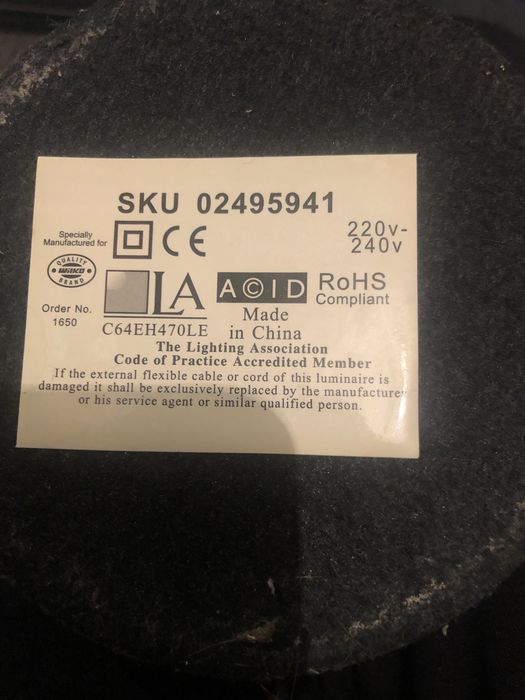 SKU 02495941
Specially
Manufactured for
CE
220v-
240v
QUALITY
Wilko
BRAND
LA
A©ID
RoHS
Compliant
Order No.
1650
C64EH470LE
Made
in China
The Lighting Association
Code of Practice Accredited Member
If the external flexible cable or cord of this luminaire is
damaged it shall be exclusively replaced by the manufacturer
or his service agent or similar qualified person.